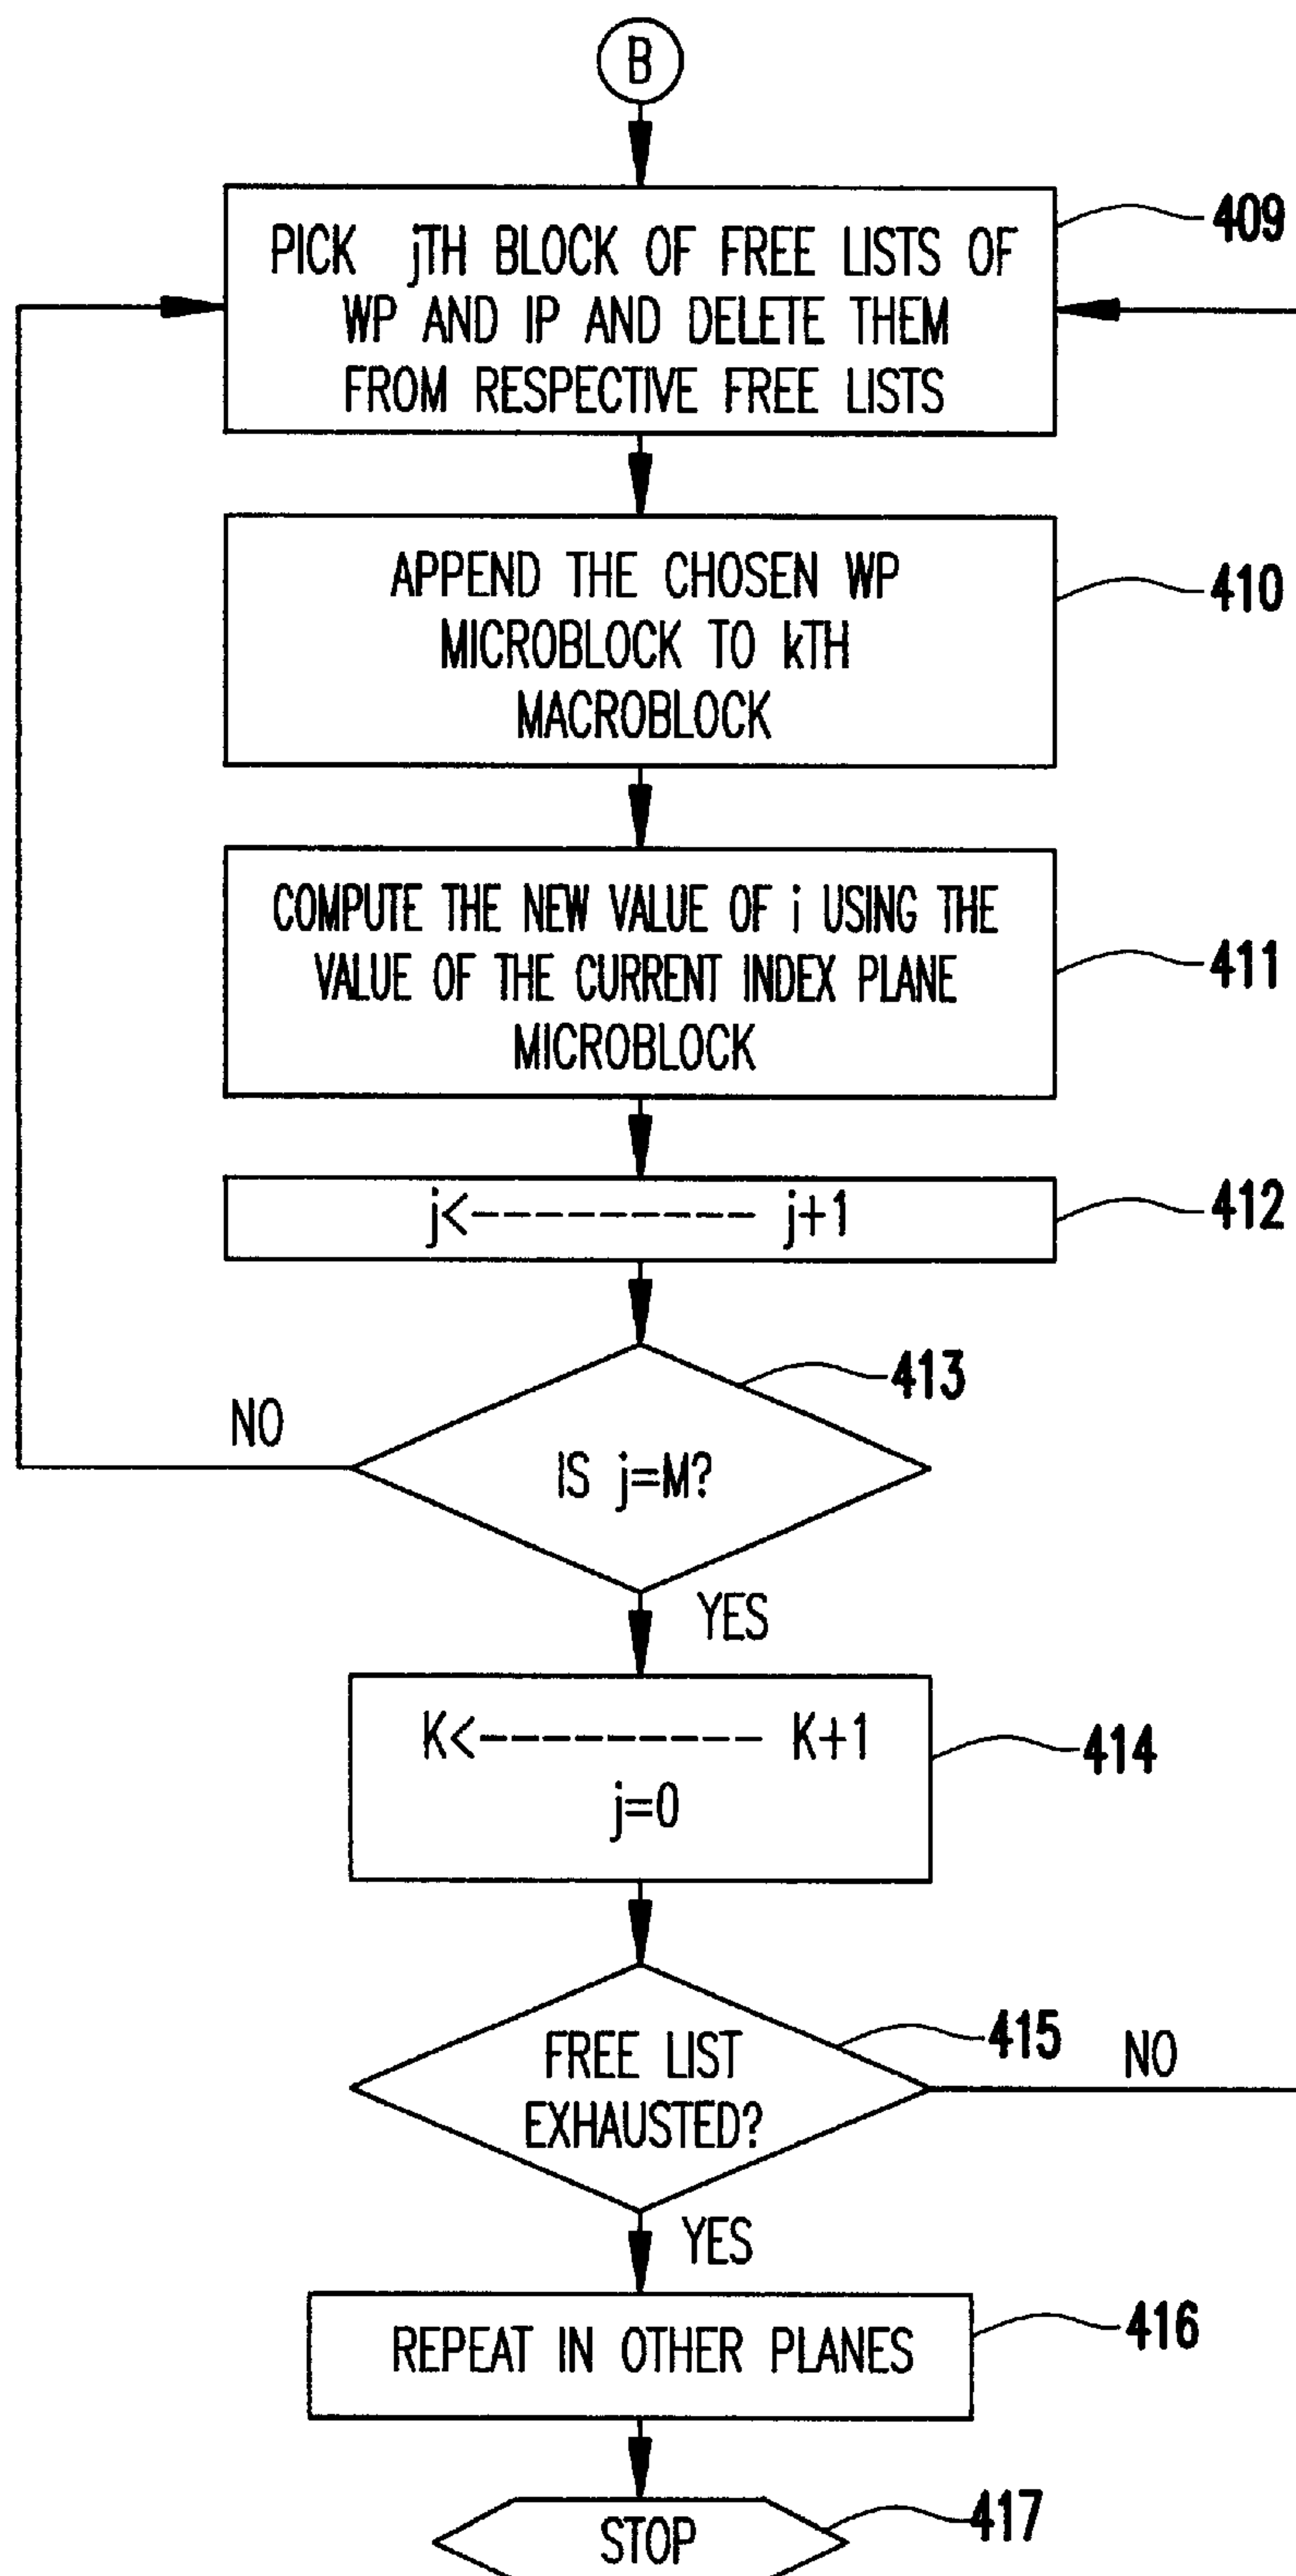 B
PICK jTH BLOCK OF FREE LISTS OF
WP AND IP AND DELETE THEM
FROM RESPECTIVE FREE LISTS
409
APPEND THE CHOSEN WP
MICROBLOCK TO kTH
MACROBLOCK
410
COMPUTE THE NEW VALUE OF i USING THE
VALUE OF THE CURRENT INDEX PLANE
MICROBLOCK
411
j<----------- j+1
412
413
NO
IS j=M?
YES
K<----------- K+1
j=0
414
FREE LIST
EXHAUSTED?
415
NO
YES
REPEAT IN OTHER PLANES
416
STOP
417